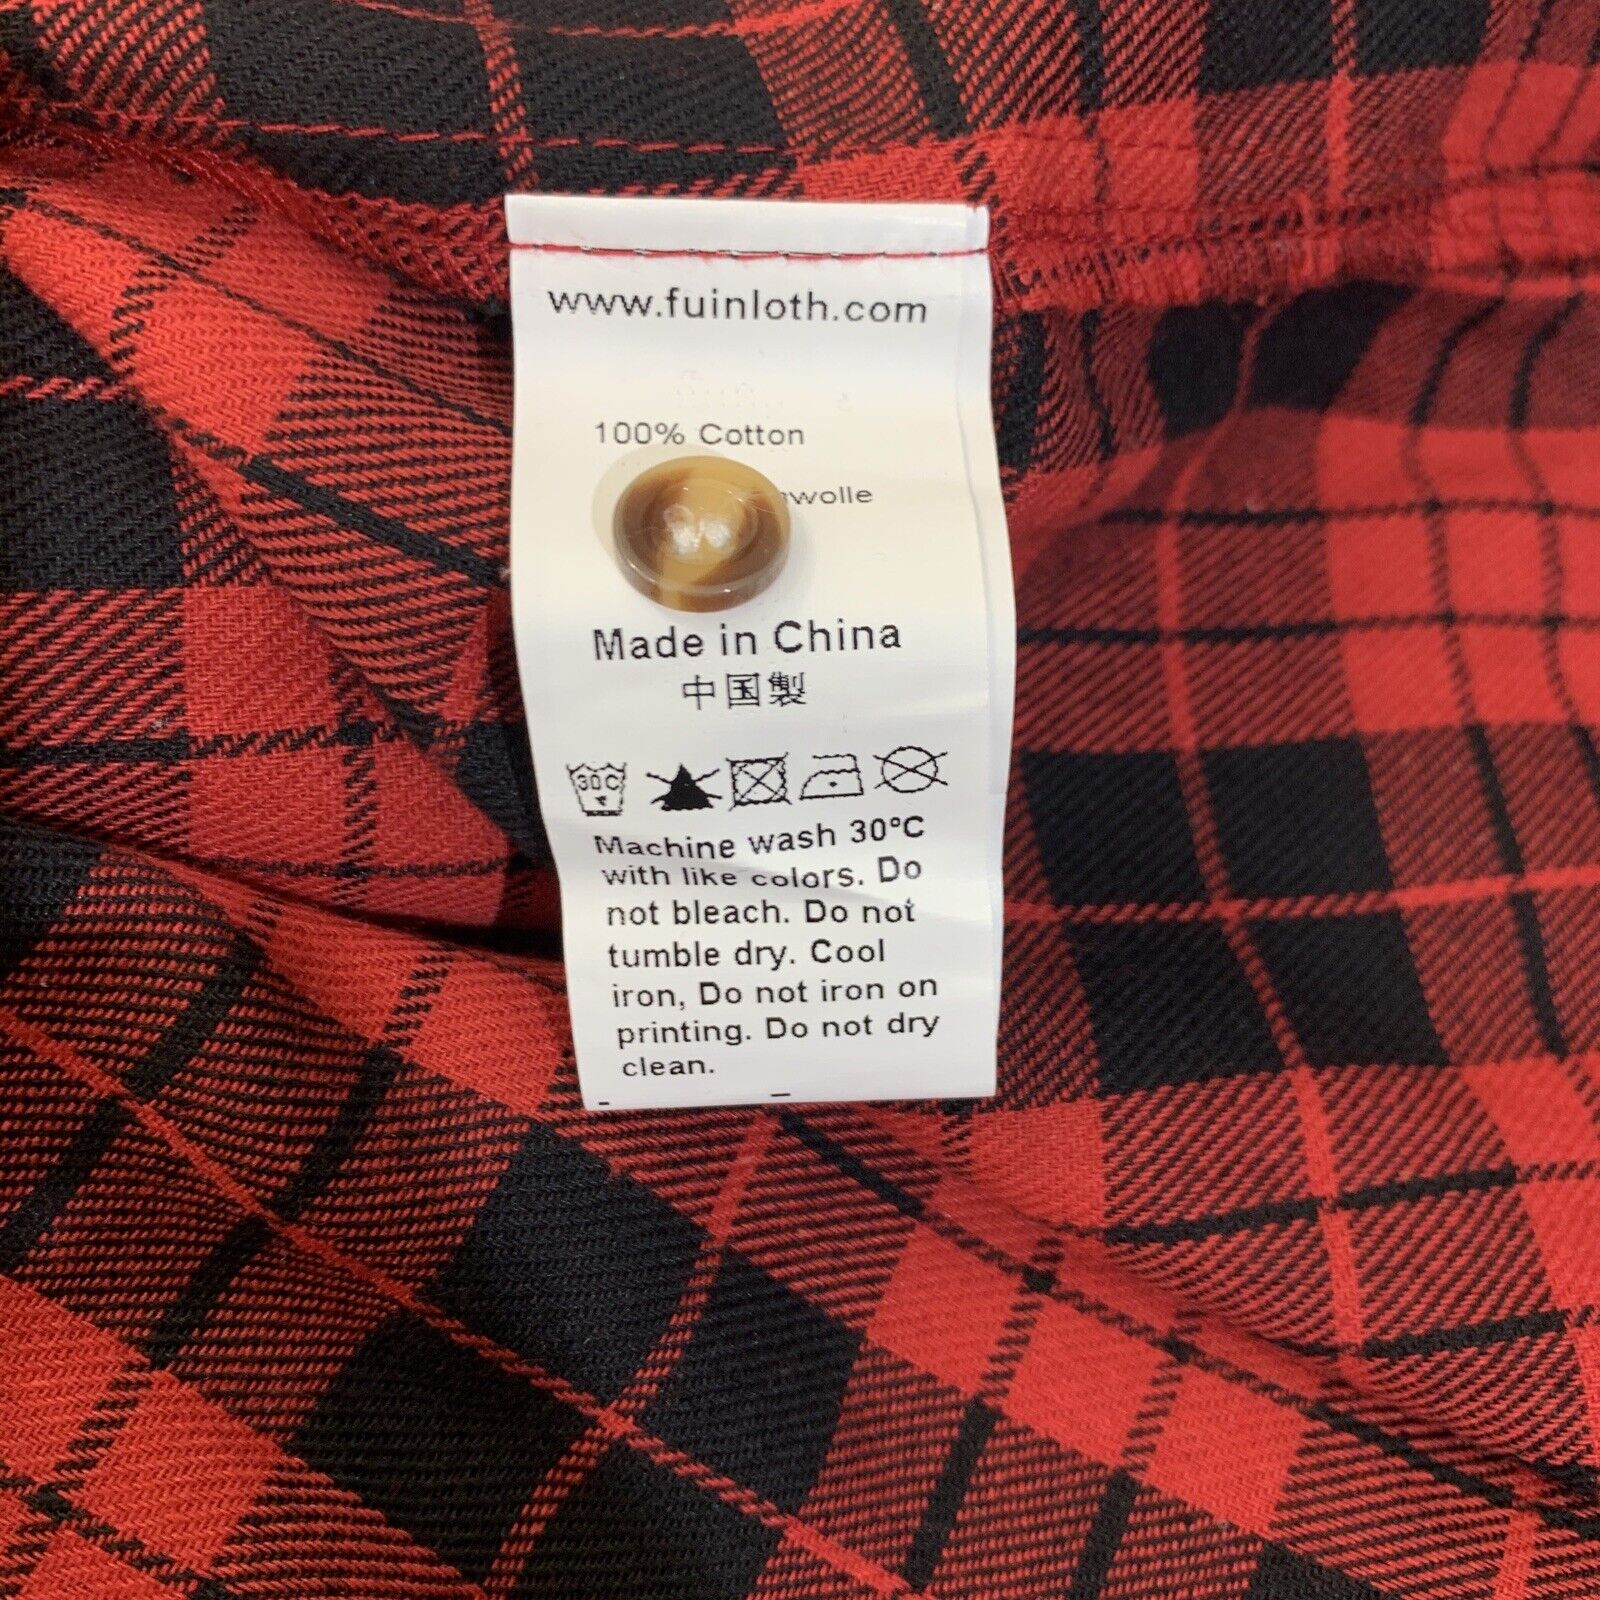 www.fuinloth.com
100% Cotton
Made in China
中国製
30C
Machine wash 30°C
with like colors. Do
not bleach. Do not
tumble dry. Cool
iron, Do not iron on
printing. Do not dry
clean.